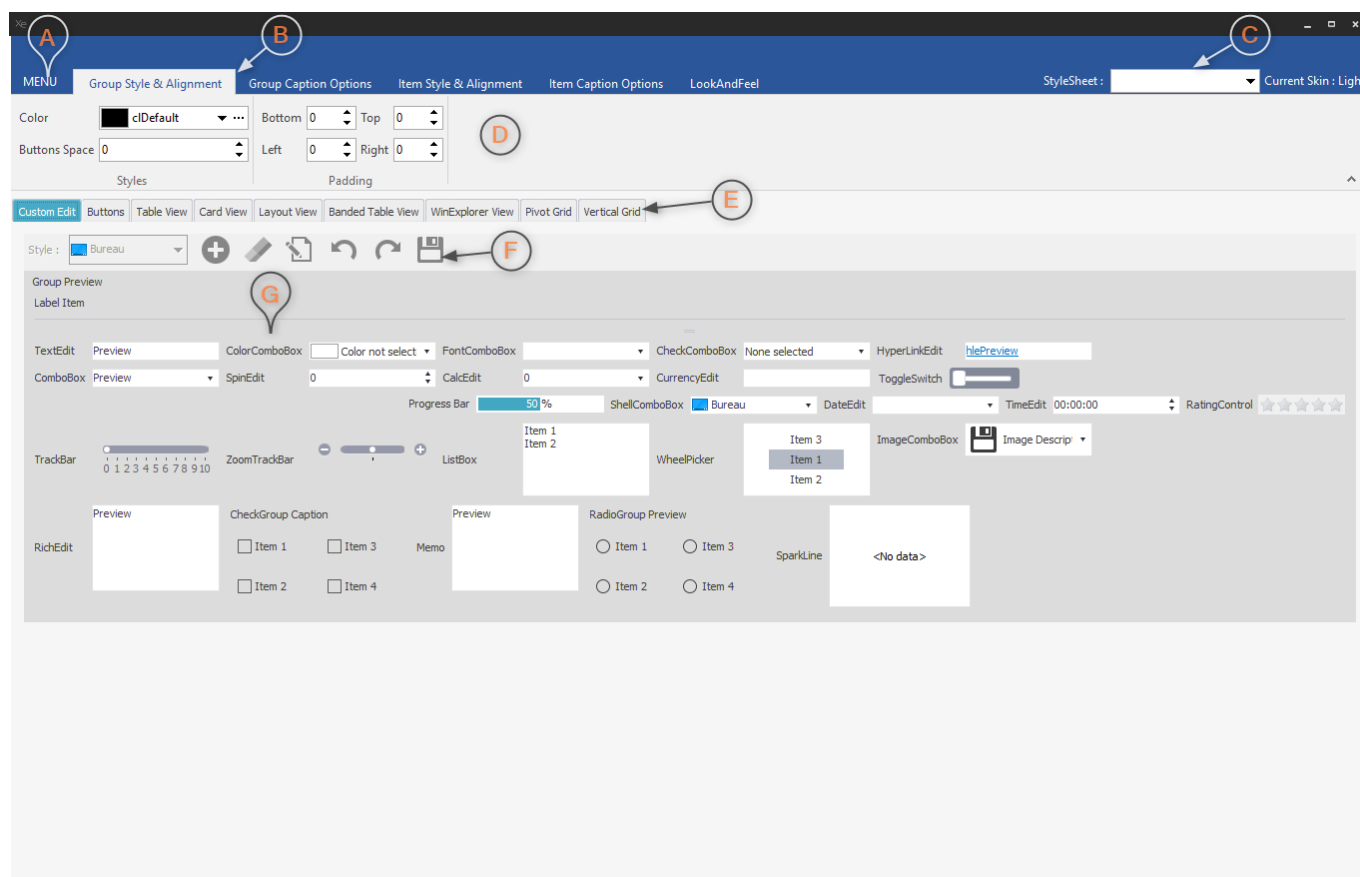 Xe
A B C
MENU Group Style & Alignment Group Caption Options Item Style & Alignment Item Caption Options LookAndFeel StyleSheet : Current Skin : Ligh
Color clDefault Bottom 0 Top 0
D
Buttons Space 0 Left 0 Right 0
Styles Padding
E
Custom Edit Buttons Table View Card View Layout View Banded Table View WinExplorer View Pivot Grid Vertical Grid
Style : Bureau F
Group Preview
G
Label Item
TextEdit Preview ColorComboBox Color not select FontComboBox CheckComboBox None selected HyperLinkEdit hlePreview
ComboBox Preview SpinEdit 0 CalcEdit 0 CurrencyEdit ToggleSwitch
Progress Bar 50 % ShellComboBox Bureau DateEdit TimeEdit 00:00:00 RatingControl
Item 1
Item 2
Item 3 ImageComboBox Image Descrip
TrackBar 0 1 2 3 4 5 6 7 8 9 10 ZoomTrackBar ListBox WheelPicker Item 1
Item 2
Preview CheckGroup Caption Preview RadioGroup Preview
RichEdit Item 1 Item 3 Memo Item 1 Item 3 SparkLine <No data>
Item 2 Item 4 Item 2 Item 4